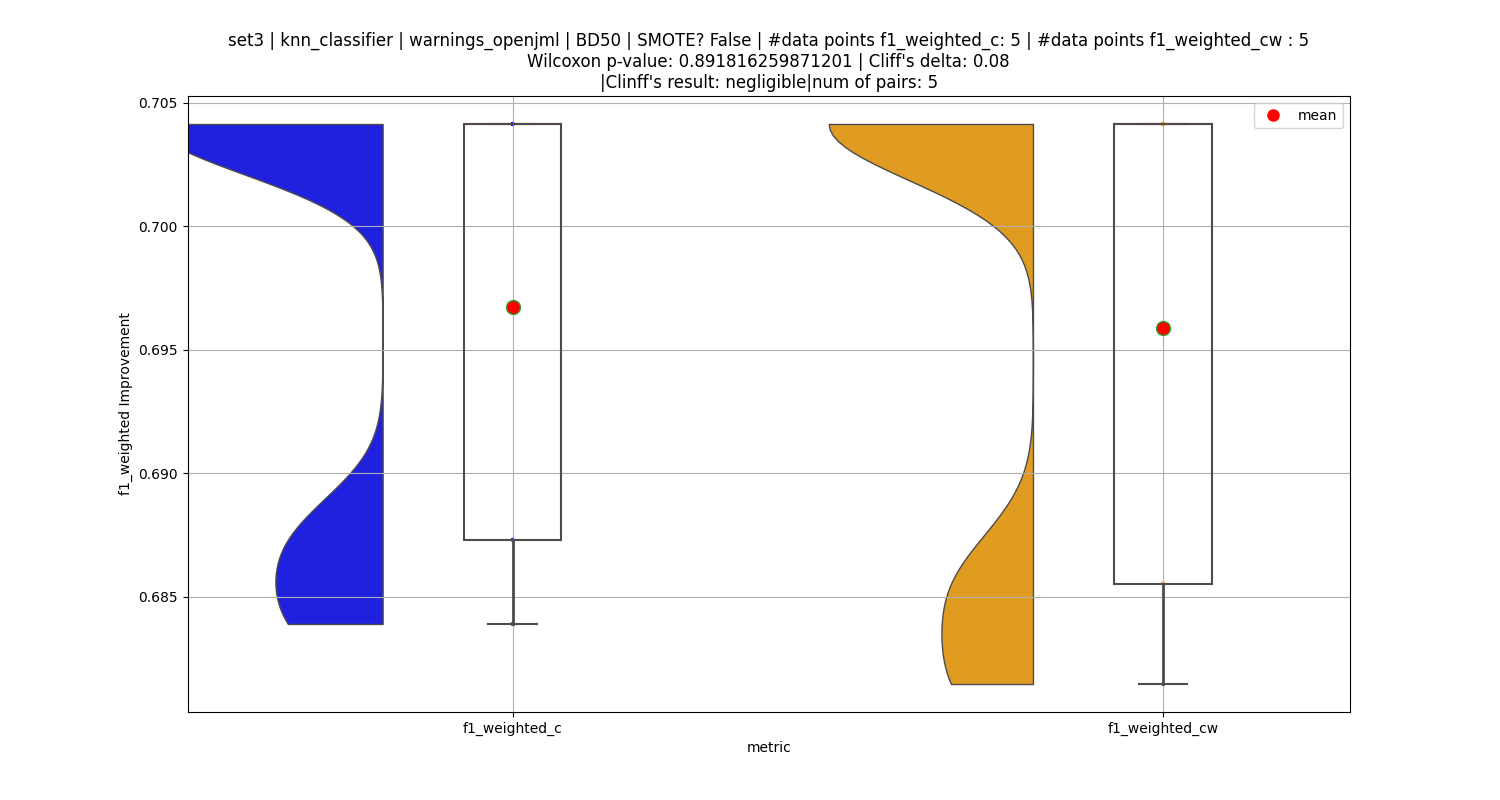 set3 | knn_classifier | warnings_openjml | BD50 | SMOTE? False | #data points f1_weighted_c: 5 | #data points f1_weighted_cw : 5
Wilcoxon p-value: 0.891816259871201 | Cliff's delta: 0.08
|Clinff's result: negligible|num of pairs: 5
mean
0.705
0.700
0.695
0.690
0.685
f1_weighted Improvement
f1_weighted_c
f1_weighted_cw
metric